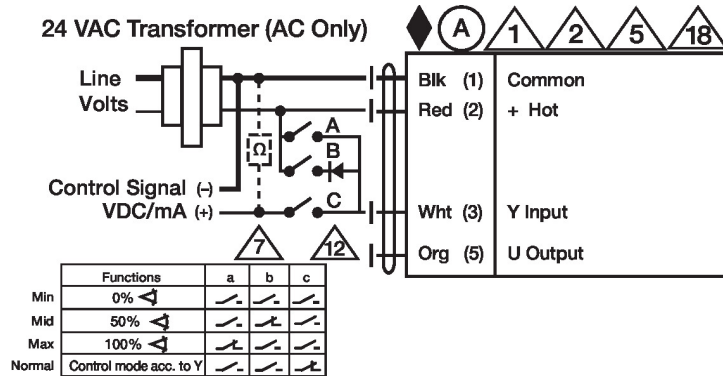 24 VAC Transformer (AC Only)
A 1 2 5 18
Line
Volts
Blk (1) Common
Red (2) + Hot
A
B
Ω
C
Control Signal (–)
VDC/mA (+)
Wht (3) Y Input
Org (5) U Output
7 12
Functions a b c
Min 0%
Mid 50%
Max 100%
Normal Control mode acc. to Y